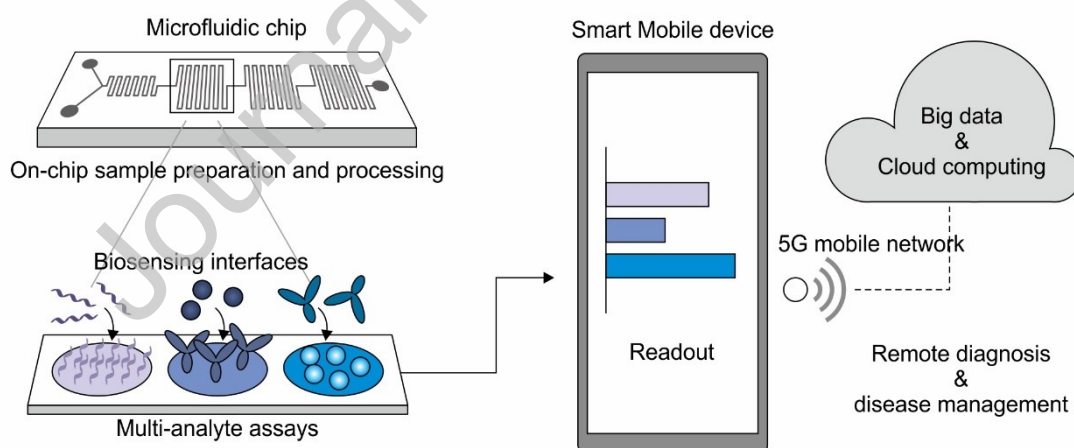 Microfluidic chip
On-chip sample preparation and processing
Biosensing interfaces
Multi-analyte assays
Smart Mobile device
Readout
Big data
&
Cloud computing
5G mobile network
Remote diagnosis
&
disease management
Journal